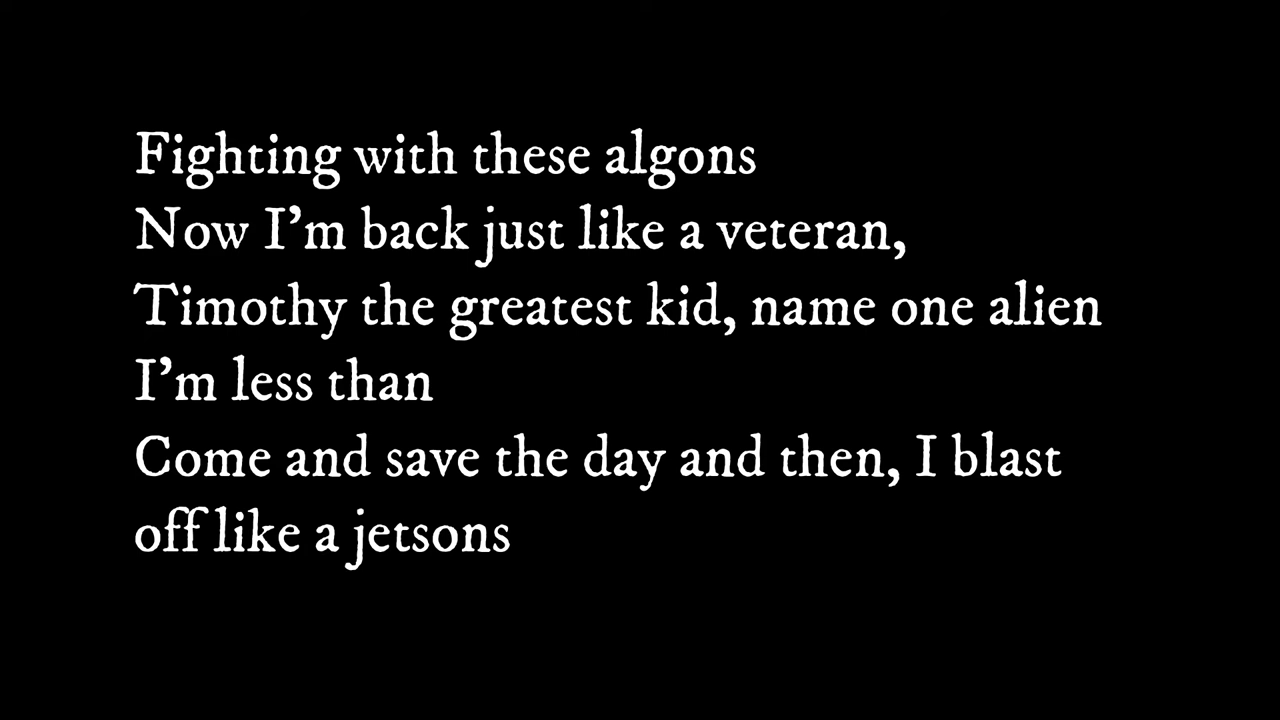 Fighting with these algons
Now I'm back just like a veteran,
Timothy the greatest kid, name one alien
I'm less than
Come and save the day and then, I blast
off like a jetsons